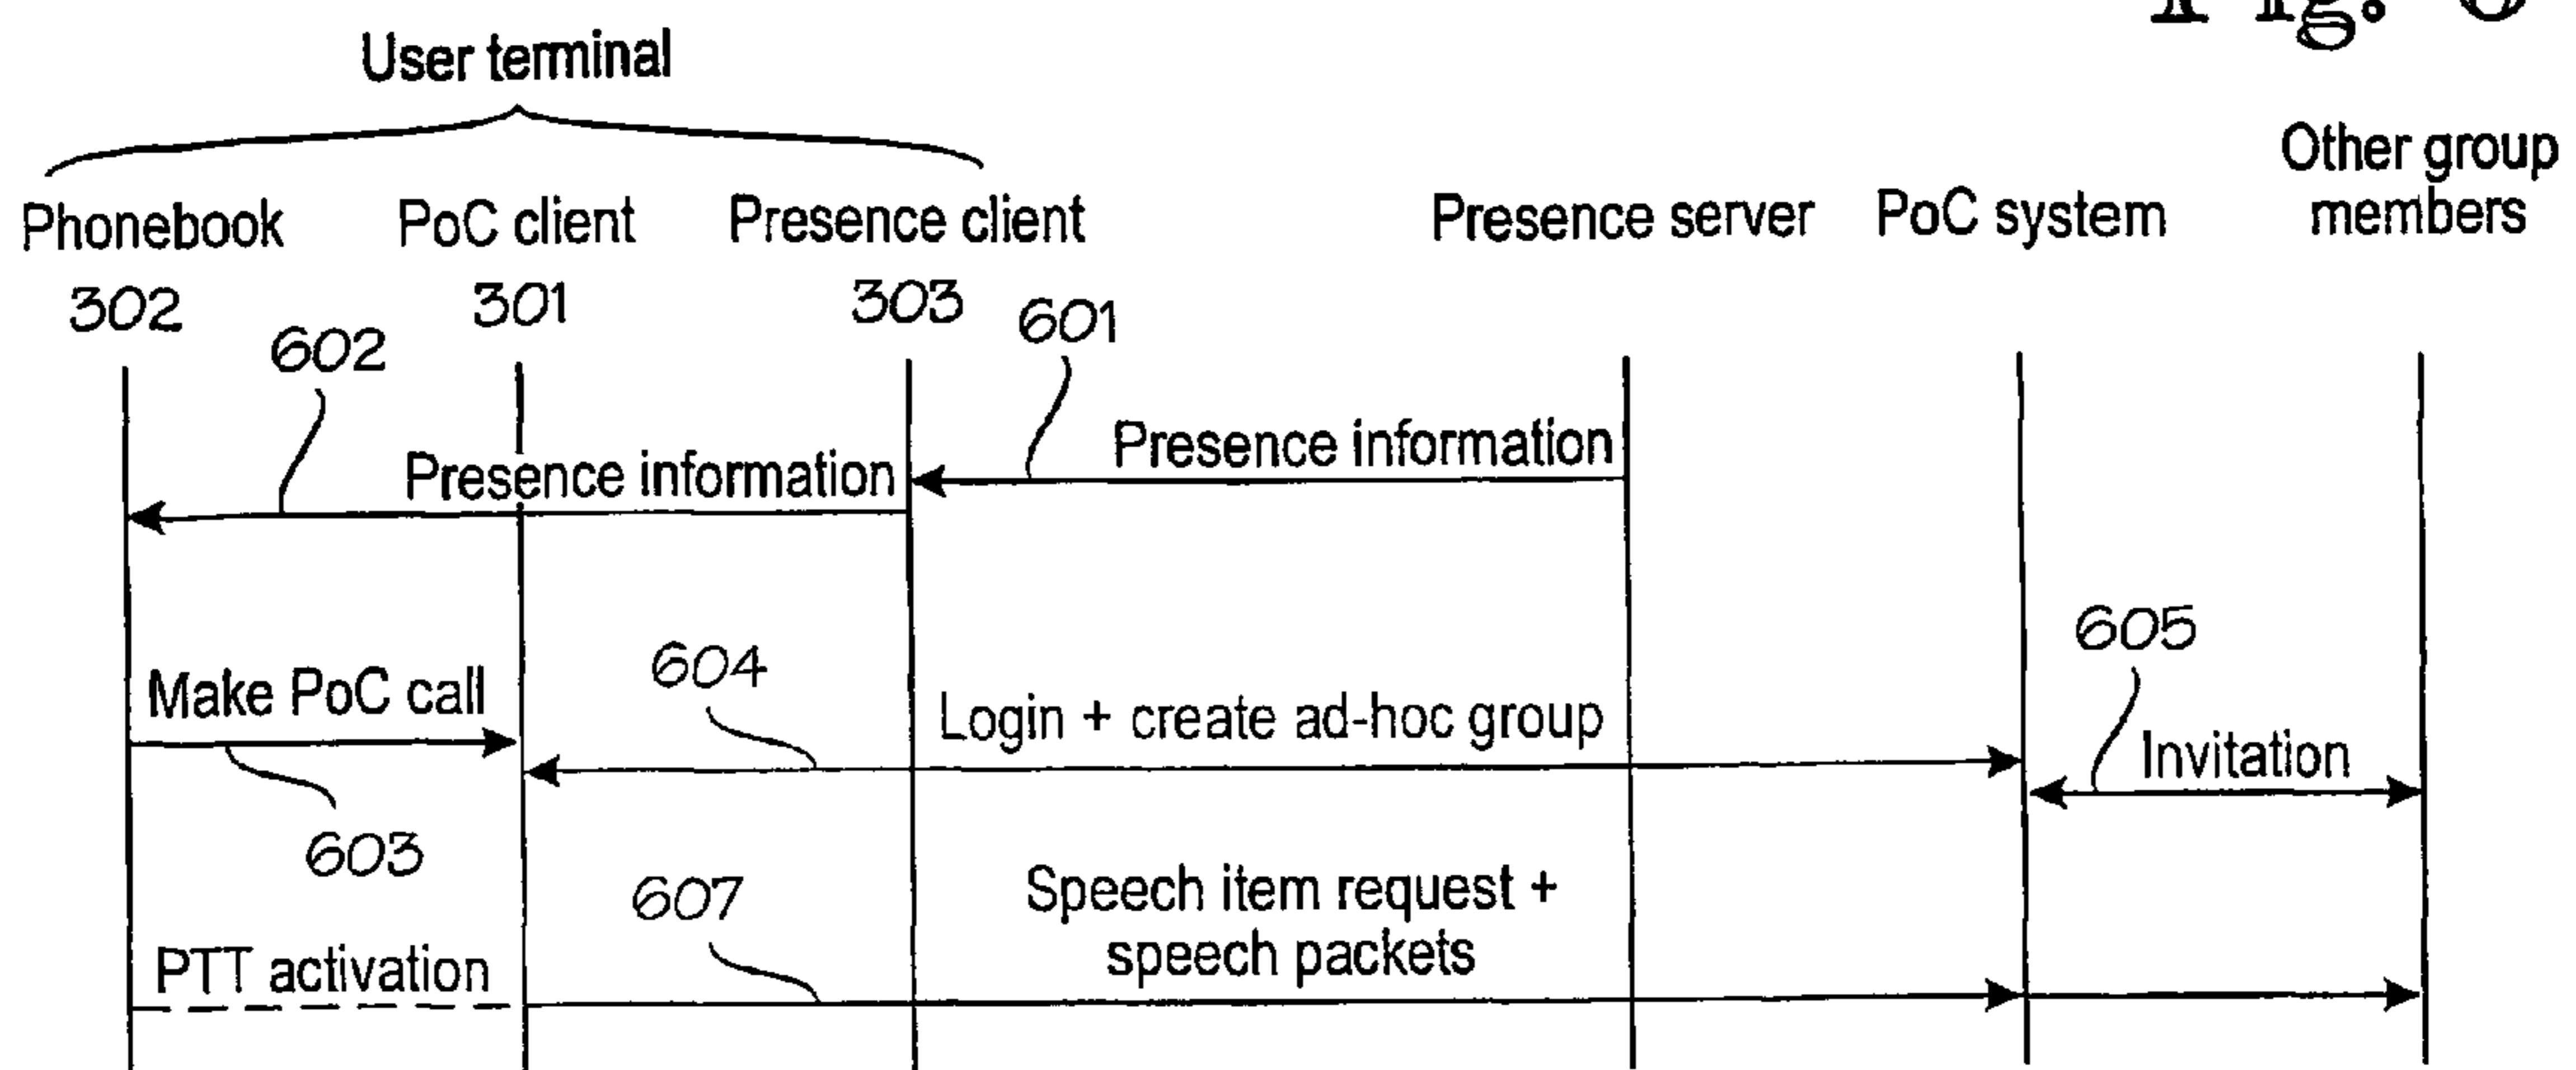 Fig.
User terminal
Other group
members
Phonebook
PoC client
Presence client
Presence server
PoC system
302
301
303
601
602
Presence information
Presence information
605
604
Make PoC call
Login + create ad-hoc group
Invitation
603
607
Speech item request +
speech packets
PTT activation